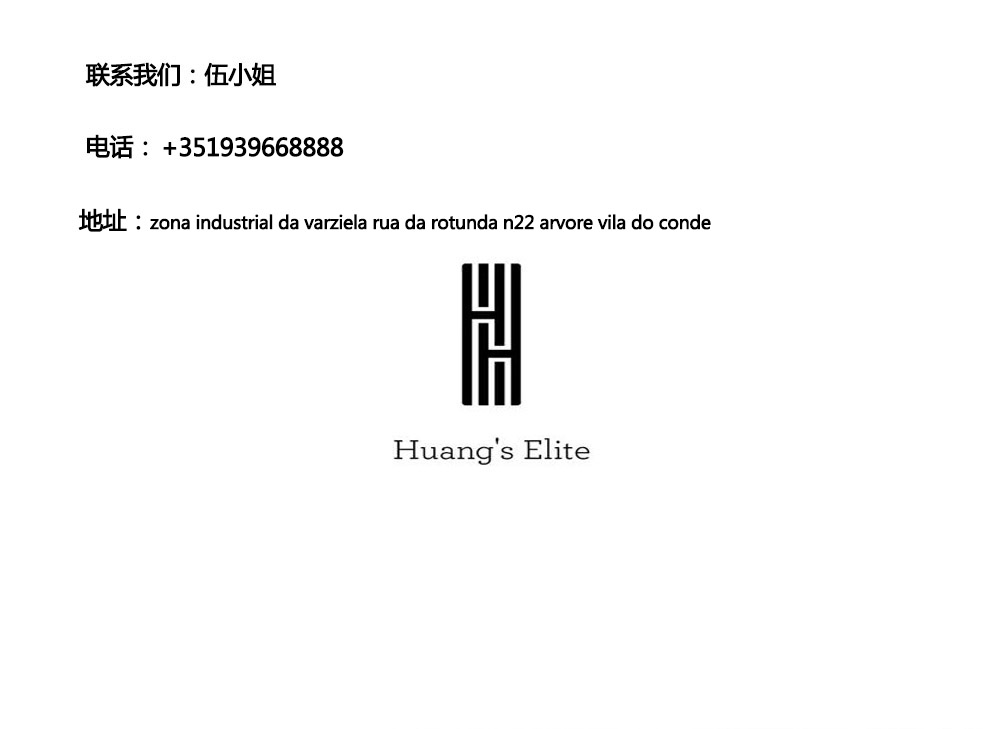 联系我们：伍小姐
电话： +351939668888
地址：zona industrial da varziela rua da rotunda n22 arvore vila do conde
Huang's Elite